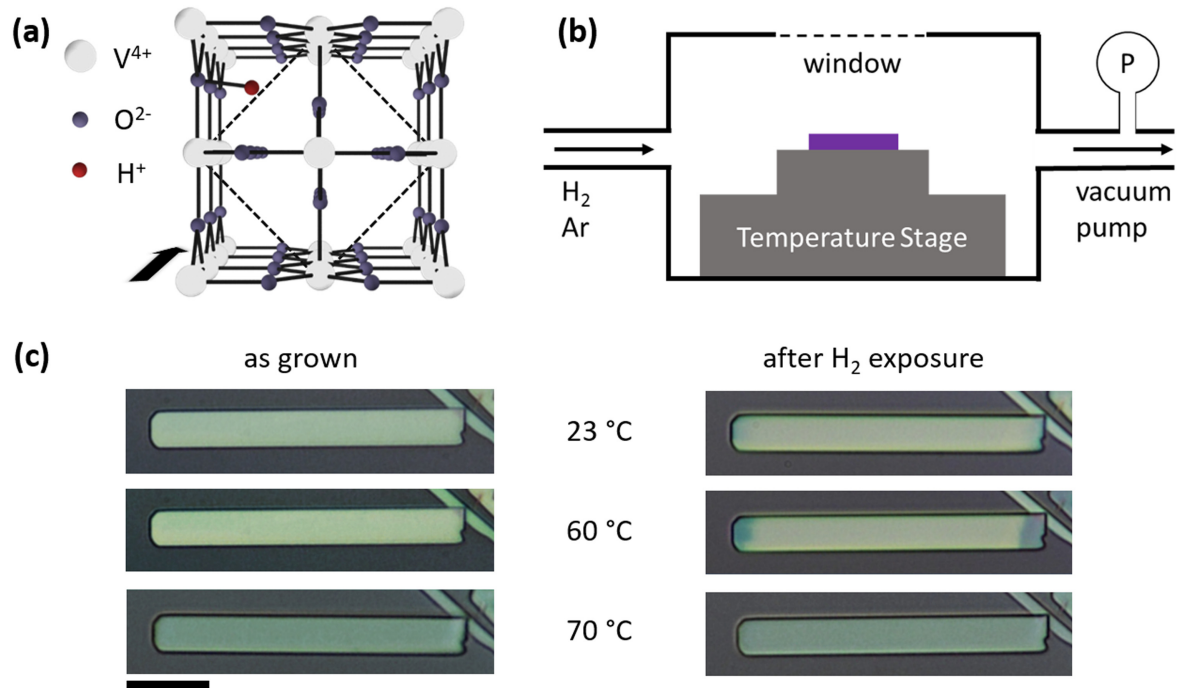 (a)
V⁴⁺
O²⁻
H⁺
(b)
window
P
H₂
Ar
Temperature Stage
vacuum
pump
(c)
as grown
after H₂ exposure
23 °C
60 °C
70 °C